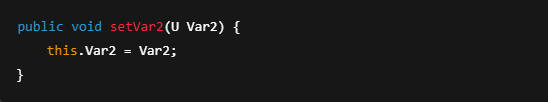 public void setVar2(U Var2) {
    this.Var2 = Var2;
}